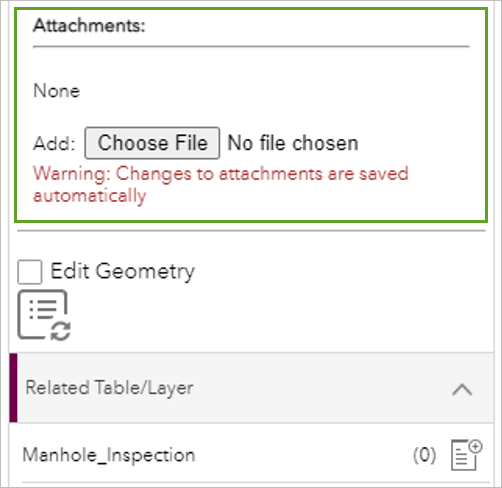 Attachments:
None
Add: Choose File No file chosen
Warning: Changes to attachments are saved
automatically
Edit Geometry
Related Table/Layer
Manhole_Inspection (0)